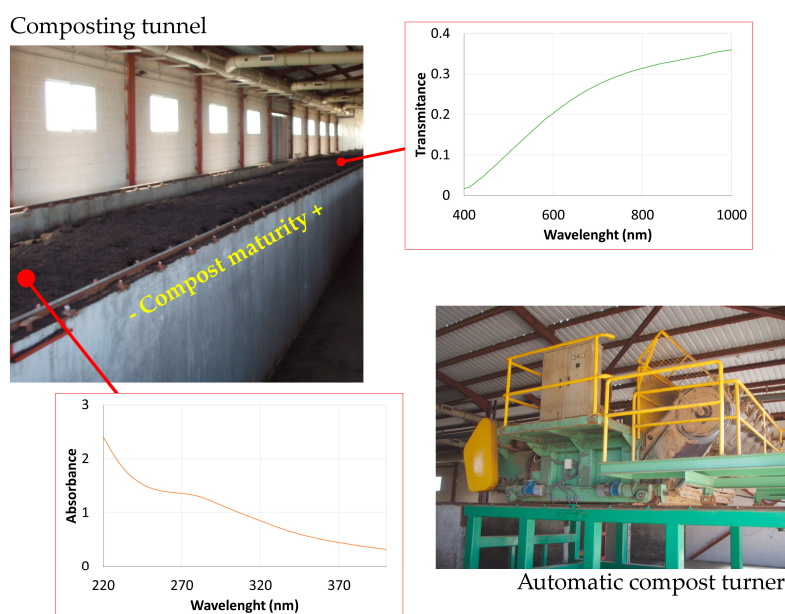 Composting tunnel
- Compost maturity +
0.4
0.3
0.2
0.1
0
Transmitance
400
600
800
1000
Wavelenght (nm)
3
2
1
0
Absorbance
220
270
320
370
Wavelenght (nm)
Automatic compost turner